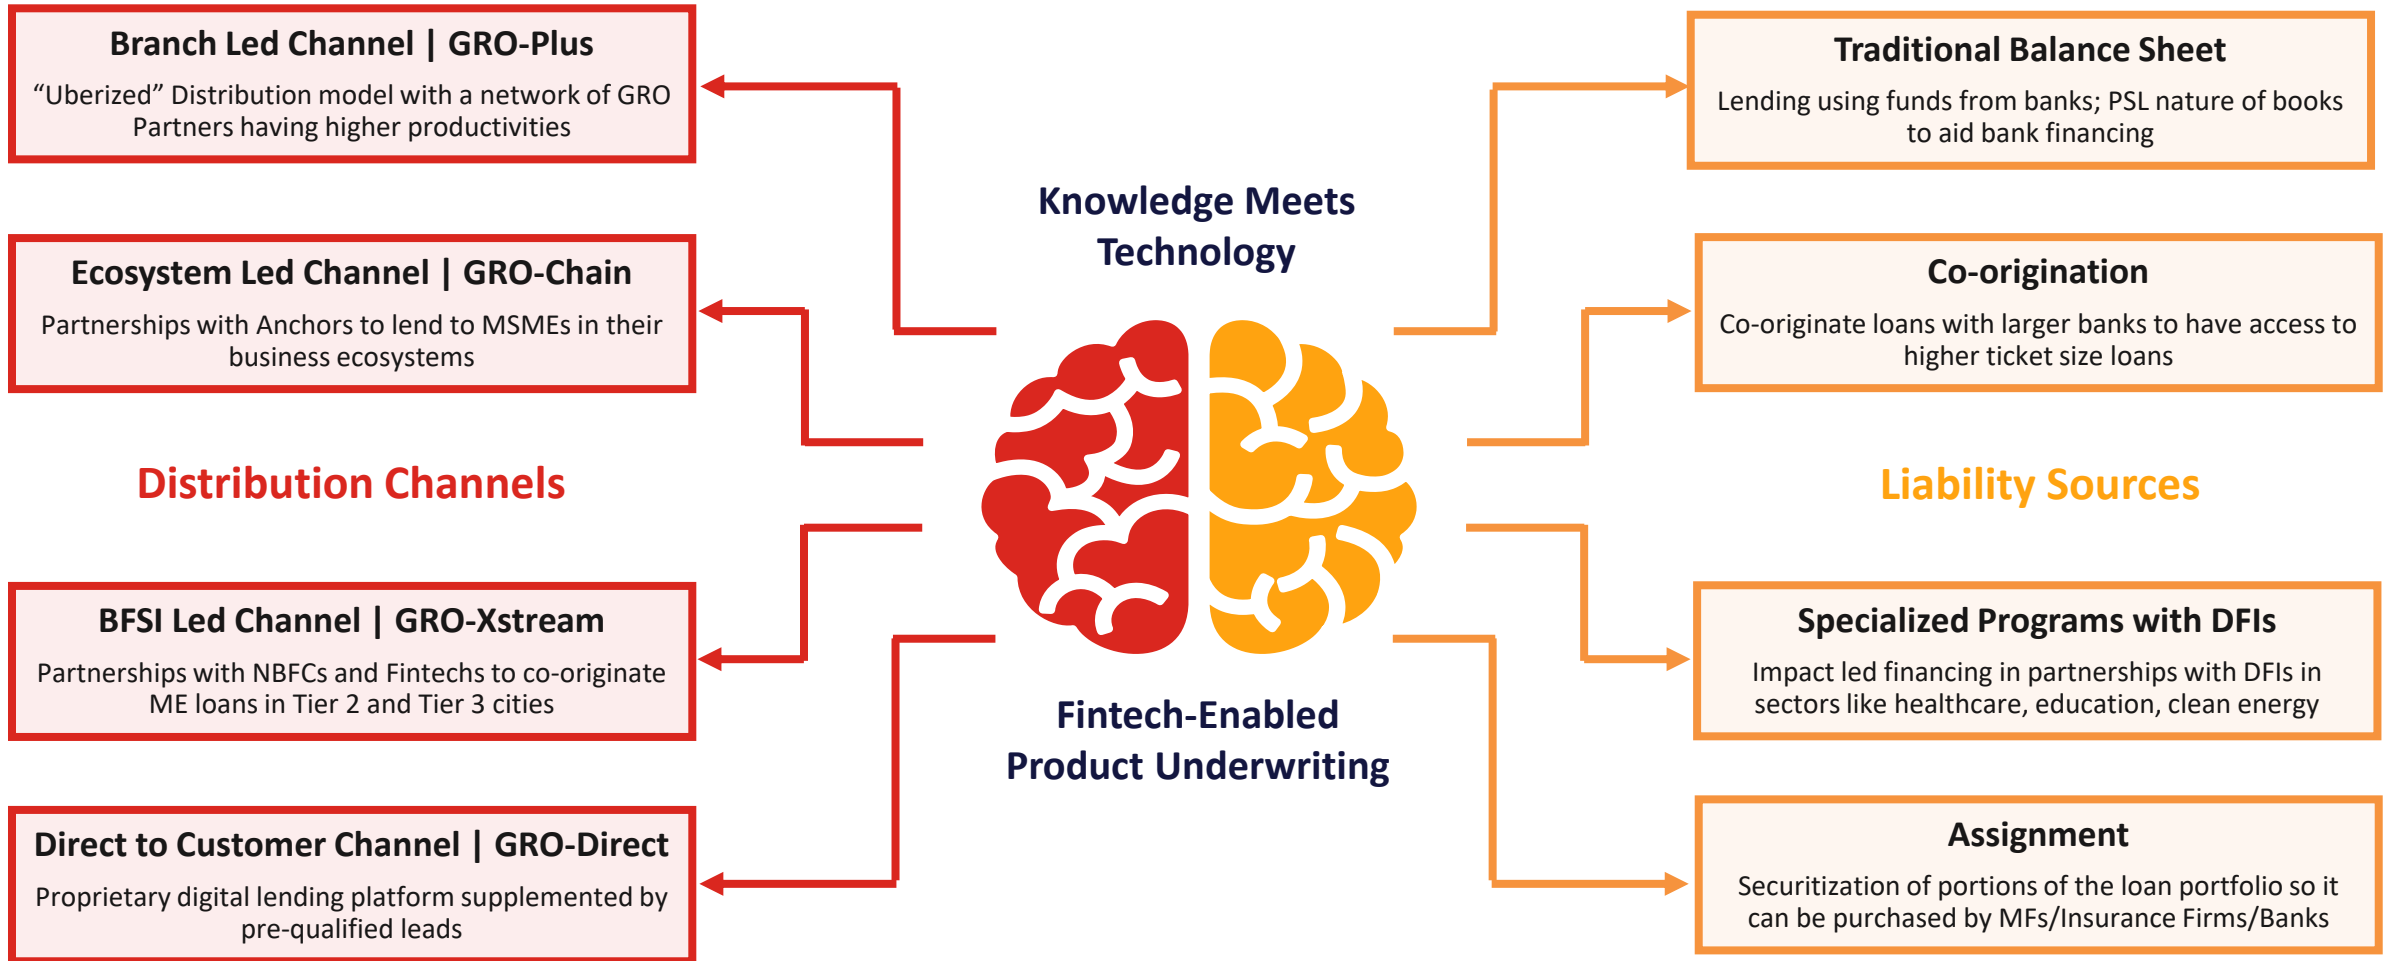 Branch Led Channel | GRO-Plus
“Uberized” Distribution model with a network of GRO
Partners having higher productivities
Ecosystem Led Channel | GRO-Chain
Partnerships with Anchors to lend to MSMEs in their
business ecosystems
Distribution Channels
BFSI Led Channel | GRO-Xstream
Partnerships with NBFCs and Fintechs to co-originate
ME loans in Tier 2 and Tier 3 cities
Direct to Customer Channel | GRO-Direct
Proprietary digital lending platform supplemented by
pre-qualified leads
Knowledge Meets
Technology
Fintech-Enabled
Product Underwriting
Traditional Balance Sheet
Lending using funds from banks; PSL nature of books
to aid bank financing
Co-origination
Co-originate loans with larger banks to have access to
higher ticket size loans
Liability Sources
Specialized Programs with DFIs
Impact led financing in partnerships with DFIs in
sectors like healthcare, education, clean energy
Assignment
Securitization of portions of the loan portfolio so it
can be purchased by MFs/Insurance Firms/Banks